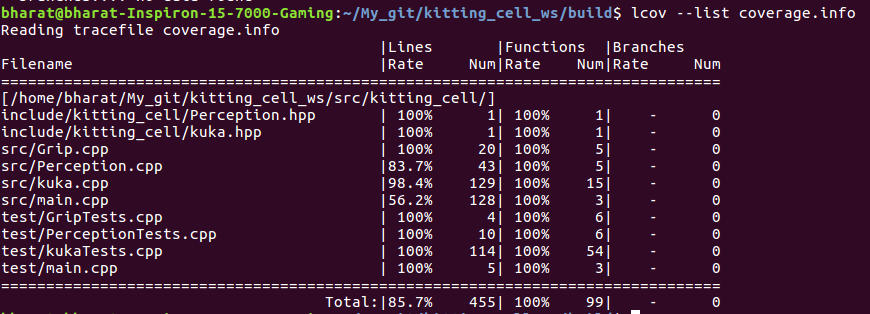 bharat@bharat-Inspiron-15-7000-Gaming:~/My_git/kitting_cell_ws/build$ lcov --list coverage.info
Reading tracefile coverage.info
                                             |Lines       |Functions  |Branches
Filename                                     |Rate     Num|Rate    Num|Rate     Num
=====================================================================================
[/home/bharat/My_git/kitting_cell_ws/src/kitting_cell/]
include/kitting_cell/Perception.hpp          | 100%      1| 100%     1|    -      0
include/kitting_cell/kuka.hpp                | 100%      1| 100%     1|    -      0
src/Grip.cpp                                 | 100%     20| 100%     5|    -      0
src/Perception.cpp                           |83.7%     43| 100%     5|    -      0
src/kuka.cpp                                 |98.4%    129| 100%    15|    -      0
src/main.cpp                                 |56.2%    128| 100%     3|    -      0
test/GripTests.cpp                           | 100%      4| 100%     6|    -      0
test/PerceptionTests.cpp                     | 100%     10| 100%     6|    -      0
test/kukaTests.cpp                           | 100%    114| 100%    54|    -      0
test/main.cpp                                | 100%      5| 100%     3|    -      0
=====================================================================================
                                       Total:|85.7%    455| 100%    99|    -      0